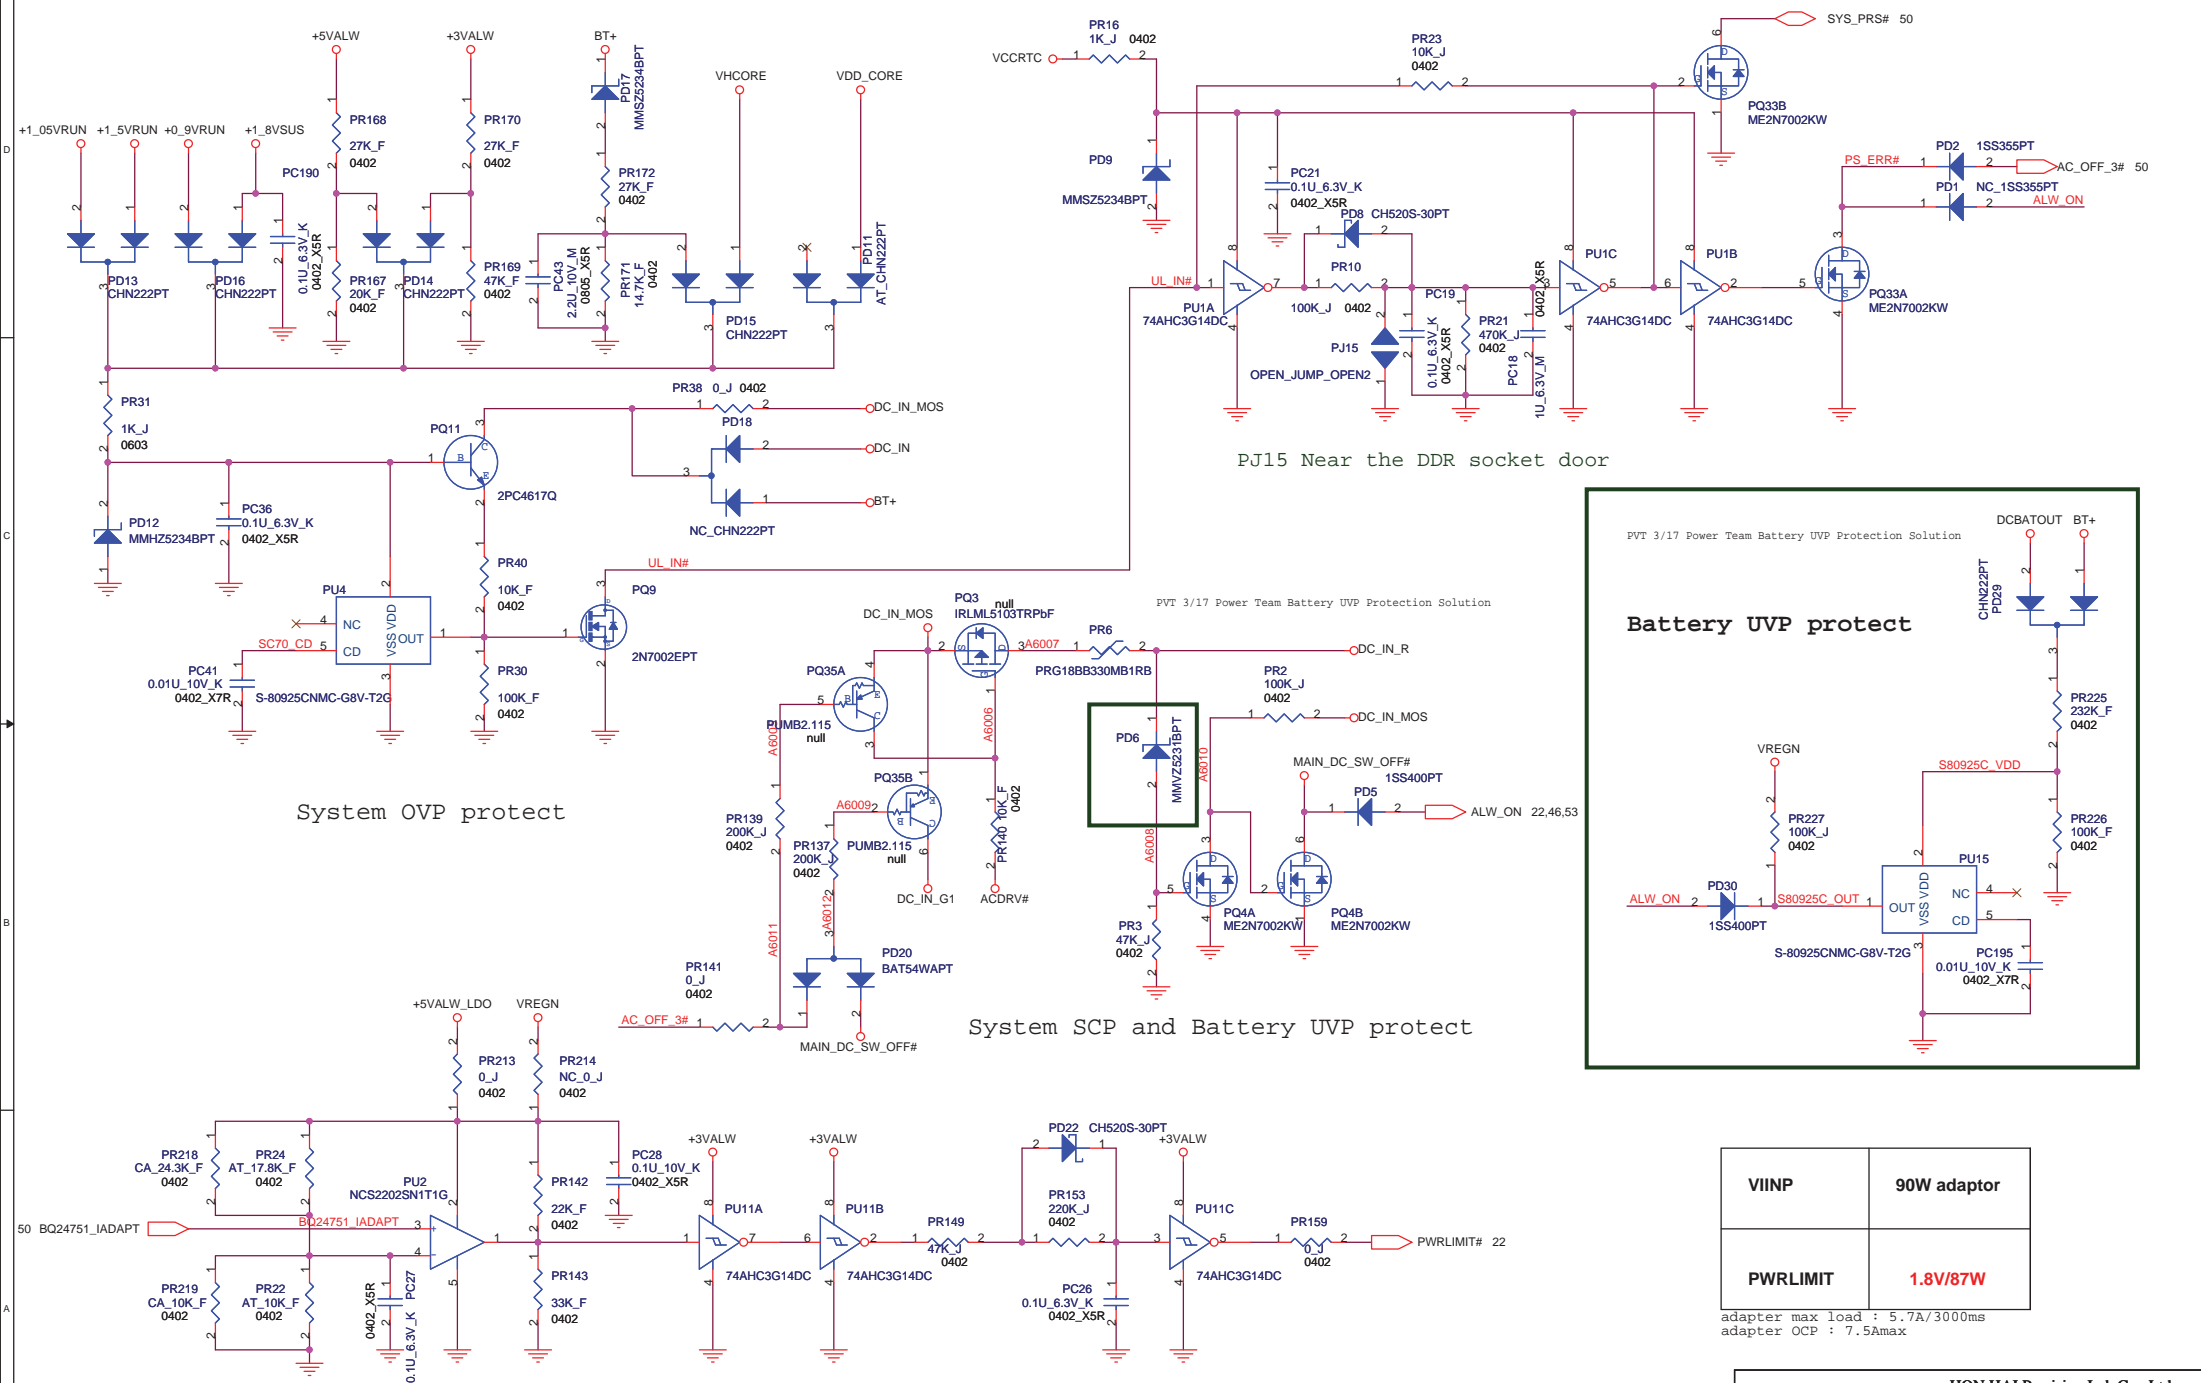 +5VALW
+3VALW
BT+
VHCORE
VDD_CORE
PD17
MMSZ5234BPT
+1_05VRUN
+1_5VRUN
+0_9VRUN
+1_8VSUS
PR168
27K_F
0402
PR170
27K_F
0402
PR172
27K_F
0402
PC190
0.1U_6.3V_K
0402_X5R
PD13
CHN222PT
PD16
CHN222PT
PR167
20K_F
0402
PD14
CHN222PT
PR169
47K_F
0402
PC43
2.2U_10V_M
0805_X5R
PR171
14.7K_F
0402
PD15
CHN222PT
PD11
AT_CHN222PT
PR31
1K_J
0603
PD12
MMHZ5234BPT
PC36
0.1U_6.3V_K
0402_X5R
PQ11
B
C
E
2PC4617Q
PR38 0_J 0402
DC_IN_MOS
PD18
DC_IN
BT+
NC_CHN222PT
PR40
10K_F
0402
UL_IN#
PQ9
2N7002EPT
PU4
NC
CD
VSS VDD
OUT
SC70_CD
S-80925CNMC-G8V-T2G
PC41
0.01U_10V_K
0402_X7R
PR30
100K_F
0402
System OVP protect
VCCRTC
PR16
1K_J 0402
PD9
MMSZ5234BPT
PC21
0.1U_6.3V_K
0402_X5R
PR23
10K_J
0402
PD8 CH520S-30PT
UL_IN#
PU1A
74AHC3G14DC
PR10
100K_J 0402
PJ15
OPEN_JUMP_OPEN2
PC19
0.1U_6.3V_K
0402_X5R
PR21
470K_J
0402
PC18
1U_6.3V_M
0402_X5R
PU1C
74AHC3G14DC
PU1B
74AHC3G14DC
SYS_PRS# 50
PQ33B
ME2N7002KW
PD2 1SS355PT
PS_ERR#
AC_OFF_3# 50
PD1 NC_1SS355PT
ALW_ON
PQ33A
ME2N7002KW
PJ15 Near the DDR socket door
DC_IN_MOS
PQ3
null
IRLML5103TRPbF
PVT 3/17 Power Team Battery UVP Protection Solution
A6007
PR6
PRG18BB330MB1RB
DC_IN_R
PR2
100K_J
0402
DC_IN_MOS
PQ35A
PUMB2.115
null
A6006
PD6
MMVZ5231BPT
A6010
A6008
MAIN_DC_SW_OFF#
1SS400PT
PD5
ALW_ON 22,46,53
PQ35B
PUMB2.115
null
A6009
PR139
200K_J
0402
PR137
200K_J
0402
PR140 10K_F
0402
DC_IN_G1
ACDRV#
A6011
A6012
PQ4A
ME2N7002KW
PQ4B
ME2N7002KW
PR3
47K_J
0402
PR141
0_J
0402
AC_OFF_3#
PD20
BAT54WAPT
MAIN_DC_SW_OFF#
System SCP and Battery UVP protect
PVT 3/17 Power Team Battery UVP Protection Solution
DCBATOUT BT+
CHN222PT
PD29
Battery UVP protect
PR225
232K_F
0402
VREGN
S80925C_VDD
PR227
100K_J
0402
PR226
100K_F
0402
PU15
ALW_ON
PD30
1SS400PT
S80925C_OUT
OUT
VSS VDD
NC
CD
S-80925CNMC-G8V-T2G
PC195
0.01U_10V_K
0402_X7R
+5VALW_LDO
VREGN
PR213
0_J
0402
PR214
NC_0_J
0402
PR218
CA_24.3K_F
0402
PR24
AT_17.8K_F
0402
PU2
NCS2202SN1T1G
PC28
0.1U_10V_K
0402_X5R
PR142
22K_F
0402
50 BQ24751_IADAPT
BQ24751_IADAPT
PR219
CA_10K_F
0402
PR22
AT_10K_F
0402
PC27
0.1U_6.3V_K
0402_X5R
PR143
33K_F
0402
+3VALW
PU11A
74AHC3G14DC
+3VALW
PU11B
74AHC3G14DC
PR149
47K_J
0402
PD22 CH520S-30PT
PR153
220K_J
0402
PC26
0.1U_6.3V_K
0402_X5R
+3VALW
PU11C
74AHC3G14DC
PR159
0_J
0402
PWRLIMIT# 22
VIINP 90W adaptor
PWRLIMIT 1.8V/87W
adapter max load : 5.7A/3000ms
adapter OCP : 7.5Amax
D
C
B
A